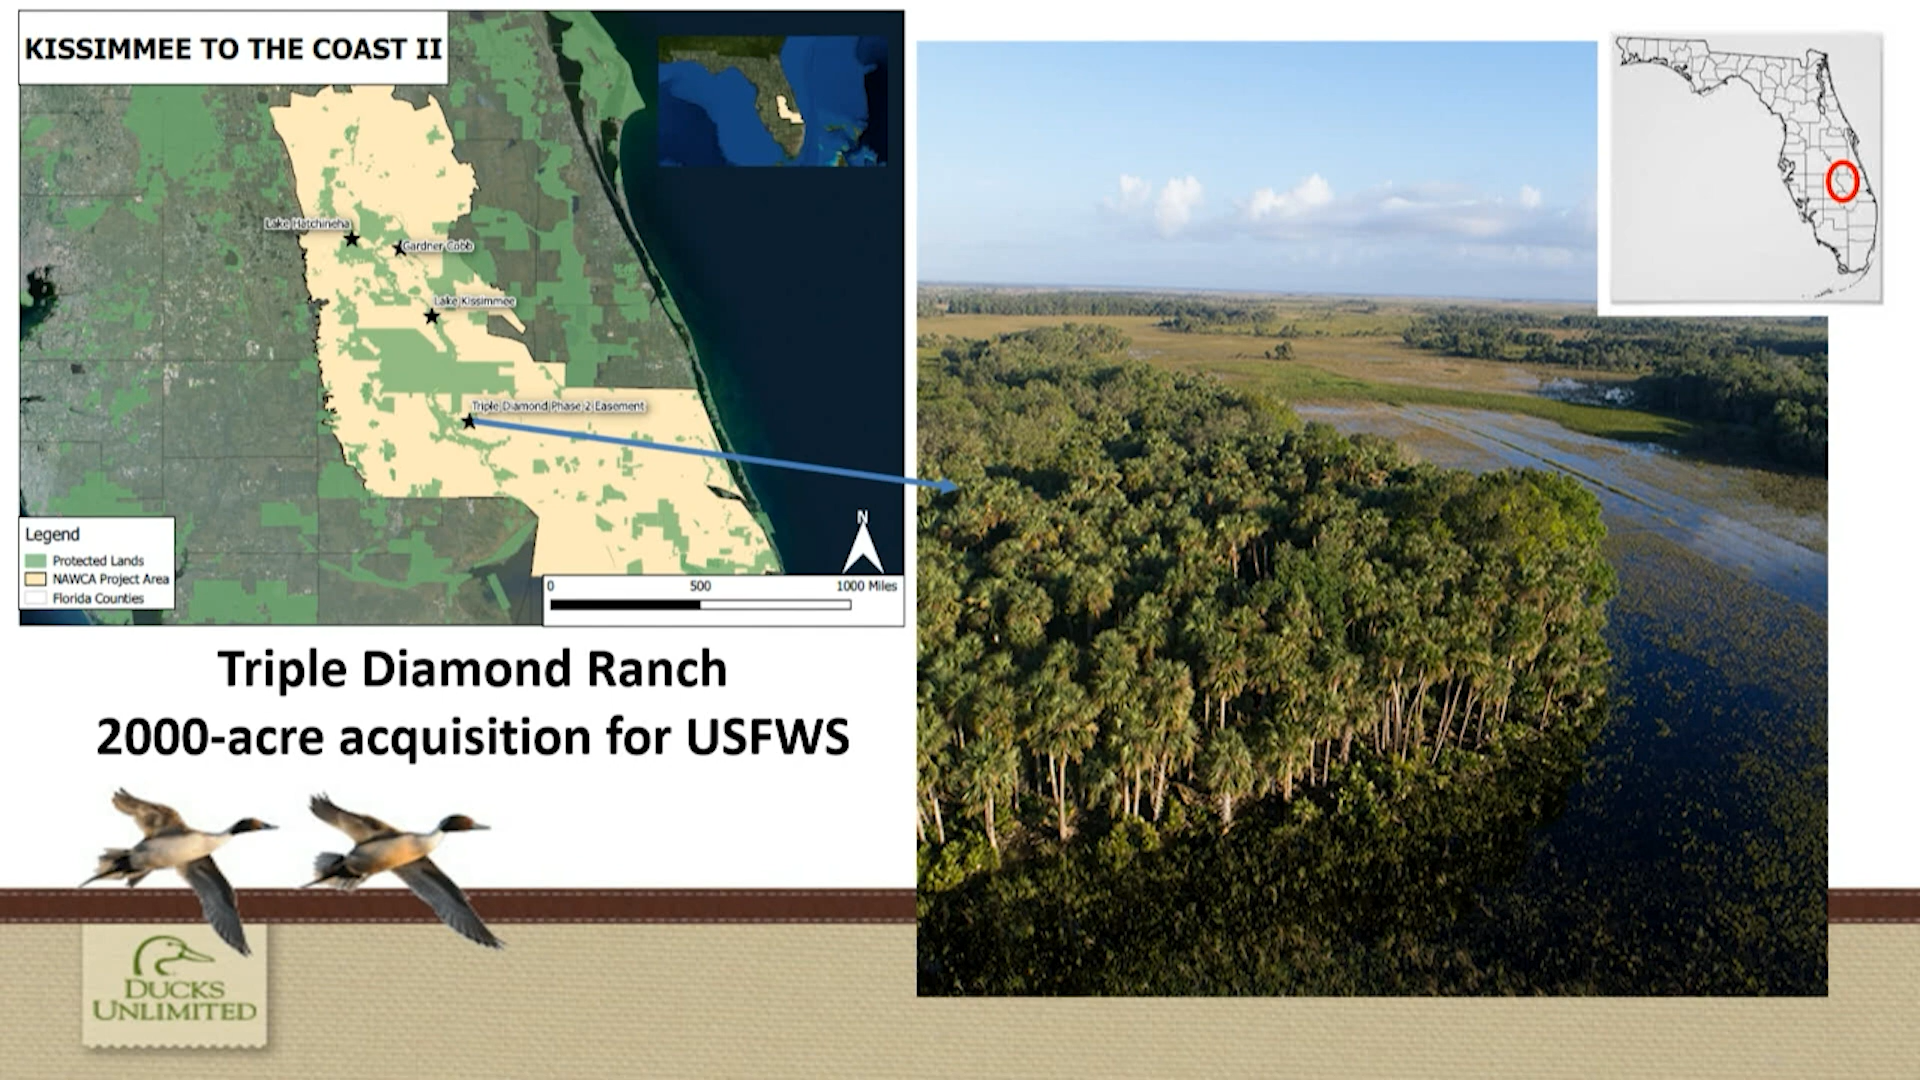 KISSIMMEE TO THE COAST II
Lake Hatchineha
Gardner Cobb
Lake Kissimmee
Triple Diamond Phase 2 Easement
Legend
Protected Lands
NAWCA Project Area
Florida Counties
N
0 500 1000 Miles
Triple Diamond Ranch
2000-acre acquisition for USFWS
DUCKS
UNLIMITED